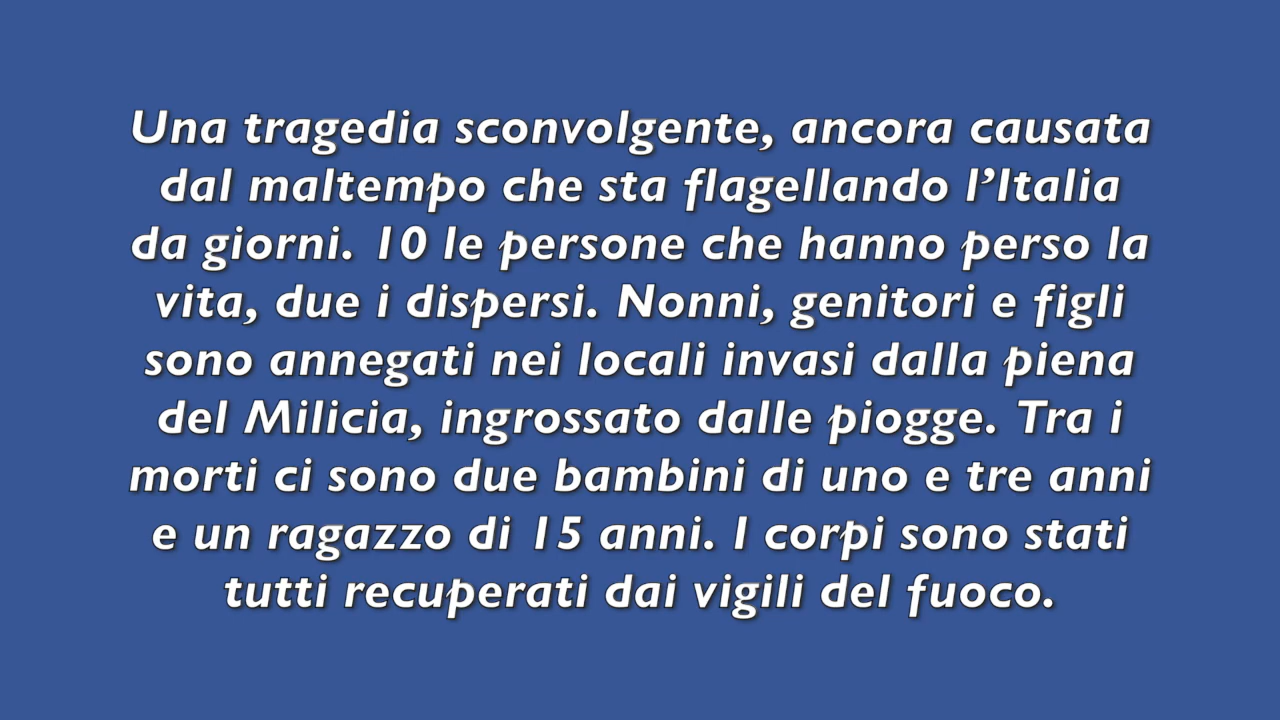 Una tragedia sconvolgente, ancora causata
dal maltempo che sta flagellando l’Italia
da giorni. 10 le persone che hanno perso la
vita, due i dispersi. Nonni, genitori e figli
sono annegati nei locali invasi dalla piena
del Milicia, ingrossato dalle piogge. Tra i
morti ci sono due bambini di uno e tre anni
e un ragazzo di 15 anni. I corpi sono stati
tutti recuperati dai vigili del fuoco.